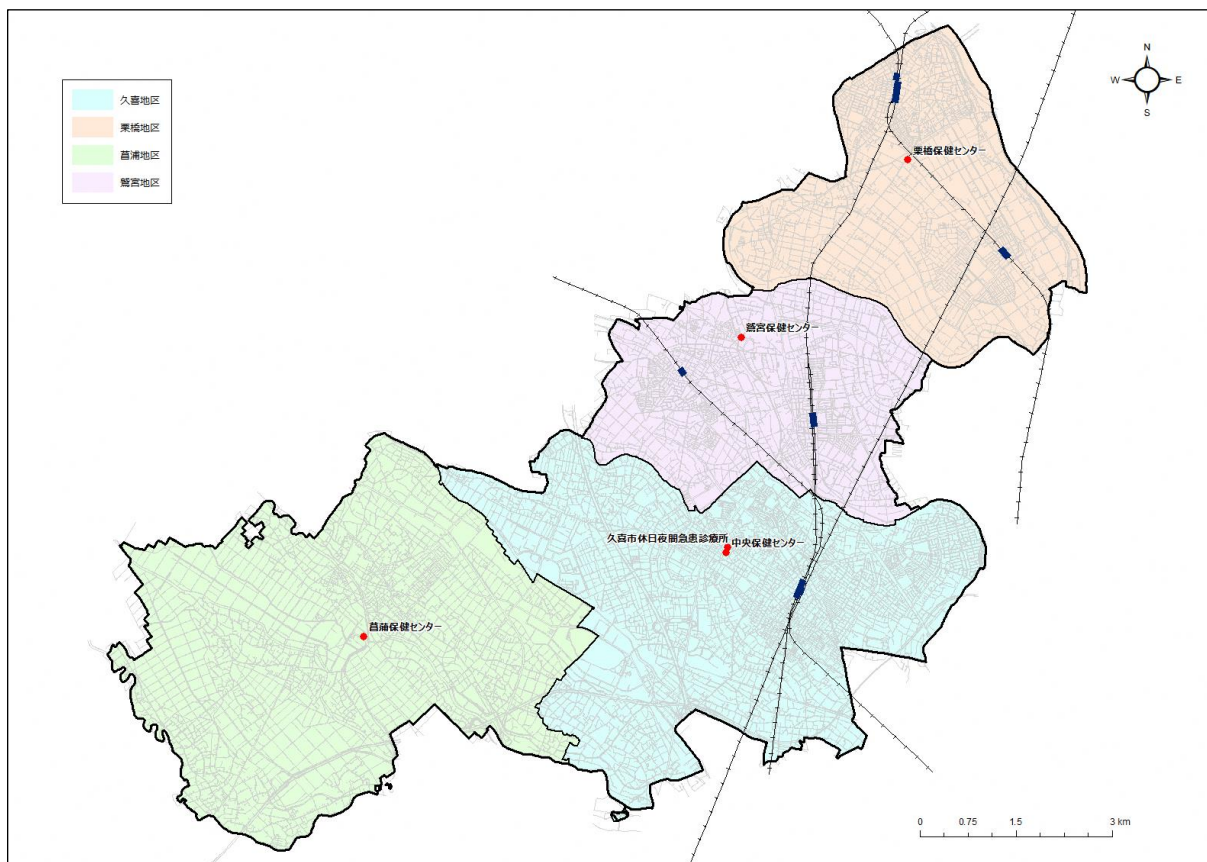 久喜地区
栗橋地区
菖蒲地区
鷲宮地区
N
W E
S
栗橋保健センター
鷲宮保健センター
久喜市休日夜間急患診療所 中央保健センター
菖蒲保健センター
0 0.75 1.5 3 km